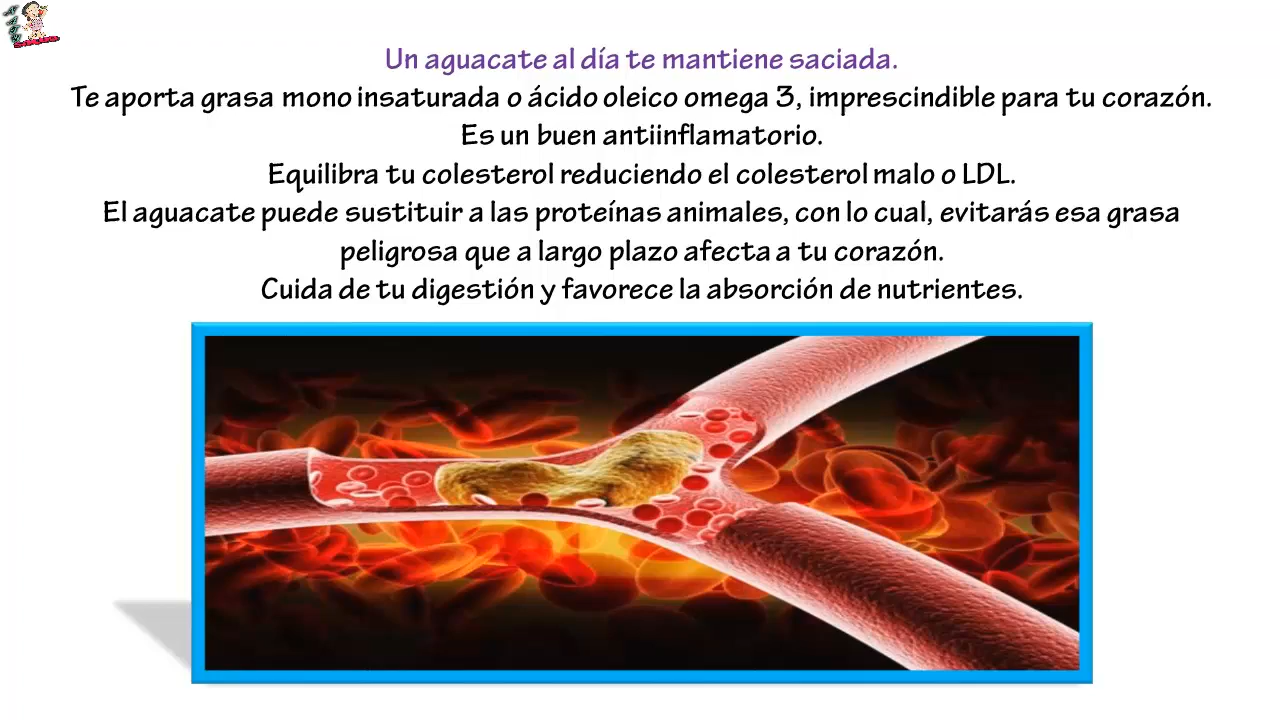 Un aguacate al día te mantiene saciada.
Te aporta grasa mono insaturada o ácido oleico omega 3, imprescindible para tu corazón.
Es un buen antiinflamatorio.
Equilibra tu colesterol reduciendo el colesterol malo o LDL.
El aguacate puede sustituir a las proteínas animales, con lo cual, evitarás esa grasa
peligrosa que a largo plazo afecta a tu corazón.
Cuida de tu digestión y favorece la absorción de nutrientes.